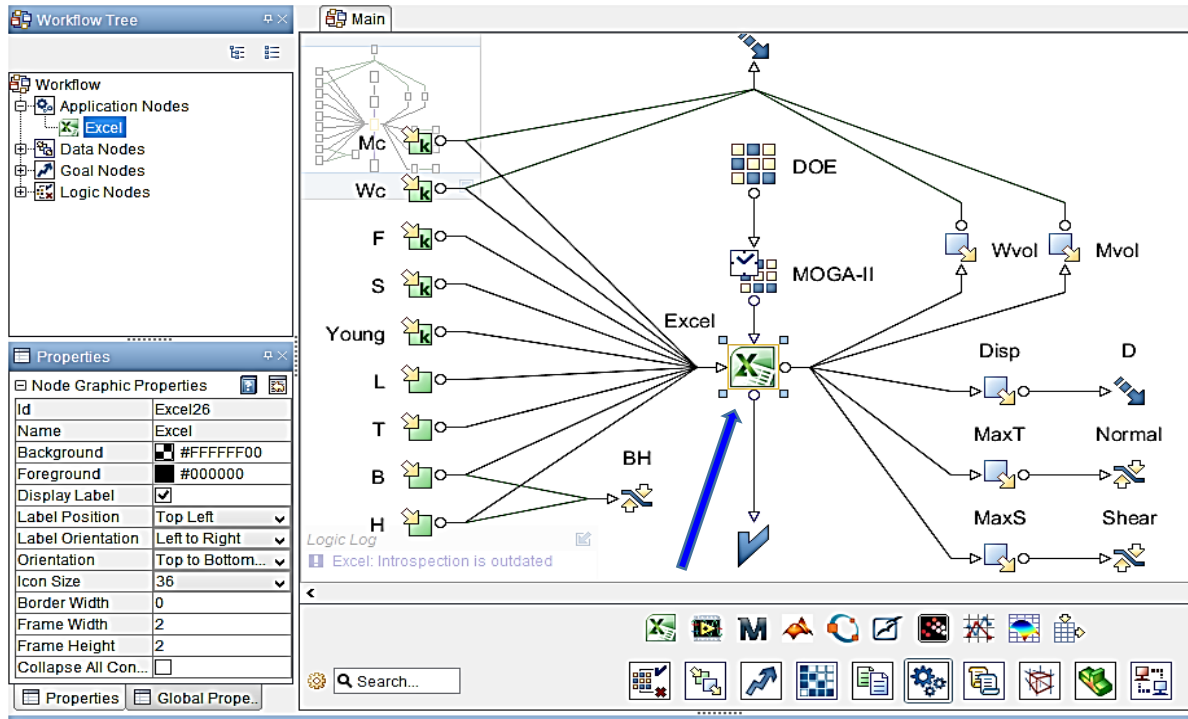 Workflow Tree
Main
Workflow
Application Nodes
Excel
Data Nodes
Goal Nodes
Logic Nodes
Properties
Node Graphic Properties
Id Excel26
Name Excel
Background #FFFFFF00
Foreground #000000
Display Label
Label Position Top Left
Label Orientation Left to Right
Orientation Top to Bottom...
Icon Size 36
Border Width 0
Frame Width 2
Frame Height 2
Collapse All Con...
Properties Global Prope..
Mc
Wc
F
S
Young
L
T
B
H
k
k
k
k
k
BH
DOE
MOGA-II
Excel
Wvol
Mvol
Disp
D
MaxT
Normal
MaxS
Shear
Logic Log
Excel: Introspection is outdated
Search...